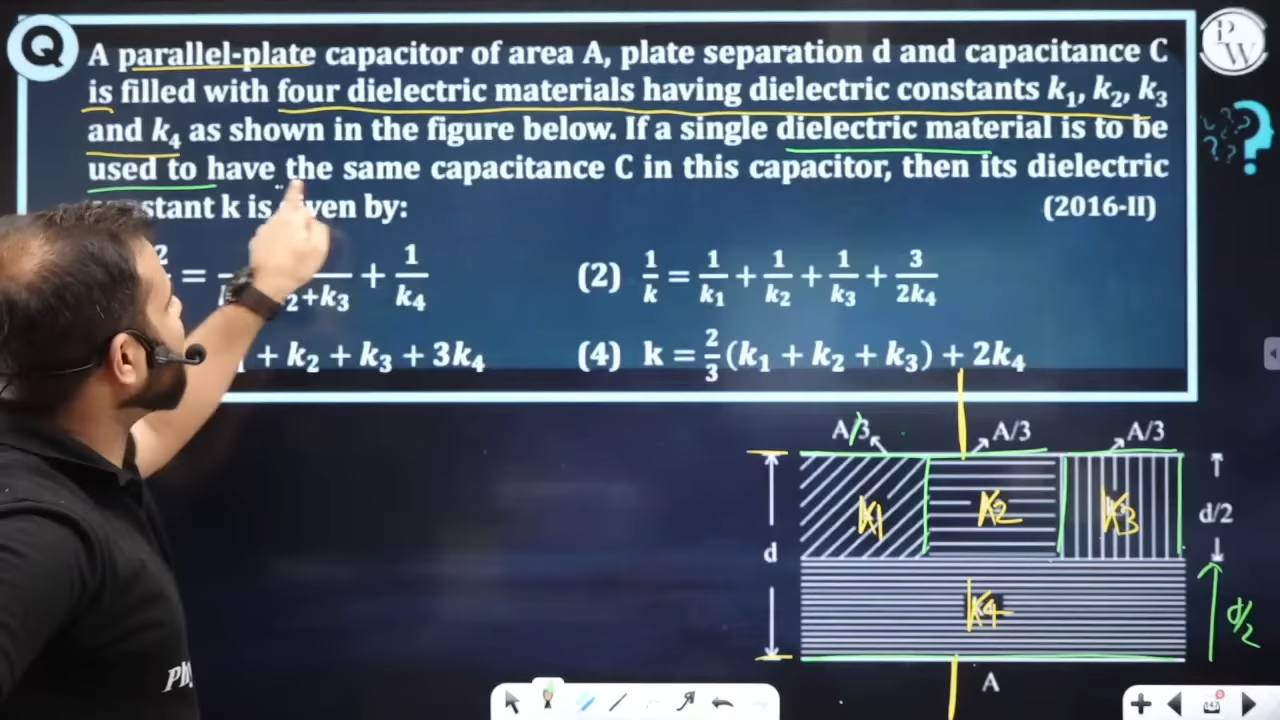 Q
A parallel-plate capacitor of area A, plate separation d and capacitance C
is filled with four dielectric materials having dielectric constants k₁, k₂, k₃
and k₄ as shown in the figure below. If a single dielectric material is to be
used to have the same capacitance C in this capacitor, then its dielectric
stant k is given by:
(2016-II)
2 = 2+k₃ + 1/k₄
(2) 1/k = 1/k₁ + 1/k₂ + 1/k₃ + 3/2k₄
+ k₂ + k₃ + 3k₄
(4) k = 2/3 (k₁ + k₂ + k₃) + 2k₄
A/3 A/3 A/3
K1 K2 K3
d/2
d
K4
d/2
A
P
W
147